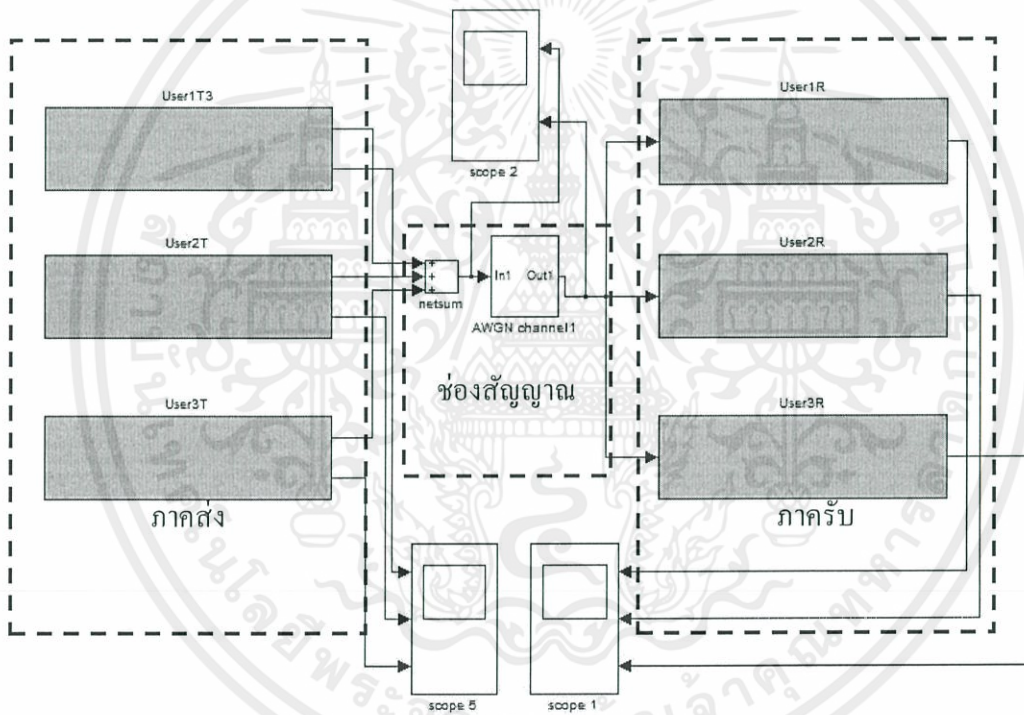 User1T3
User2T
User3T
ภาคส่ง
scope 2
+
+
+
netsum
In1
Out1
AWGN channel1
ช่องสัญญาณ
User1R
User2R
User3R
ภาครับ
scope 5
scope 1